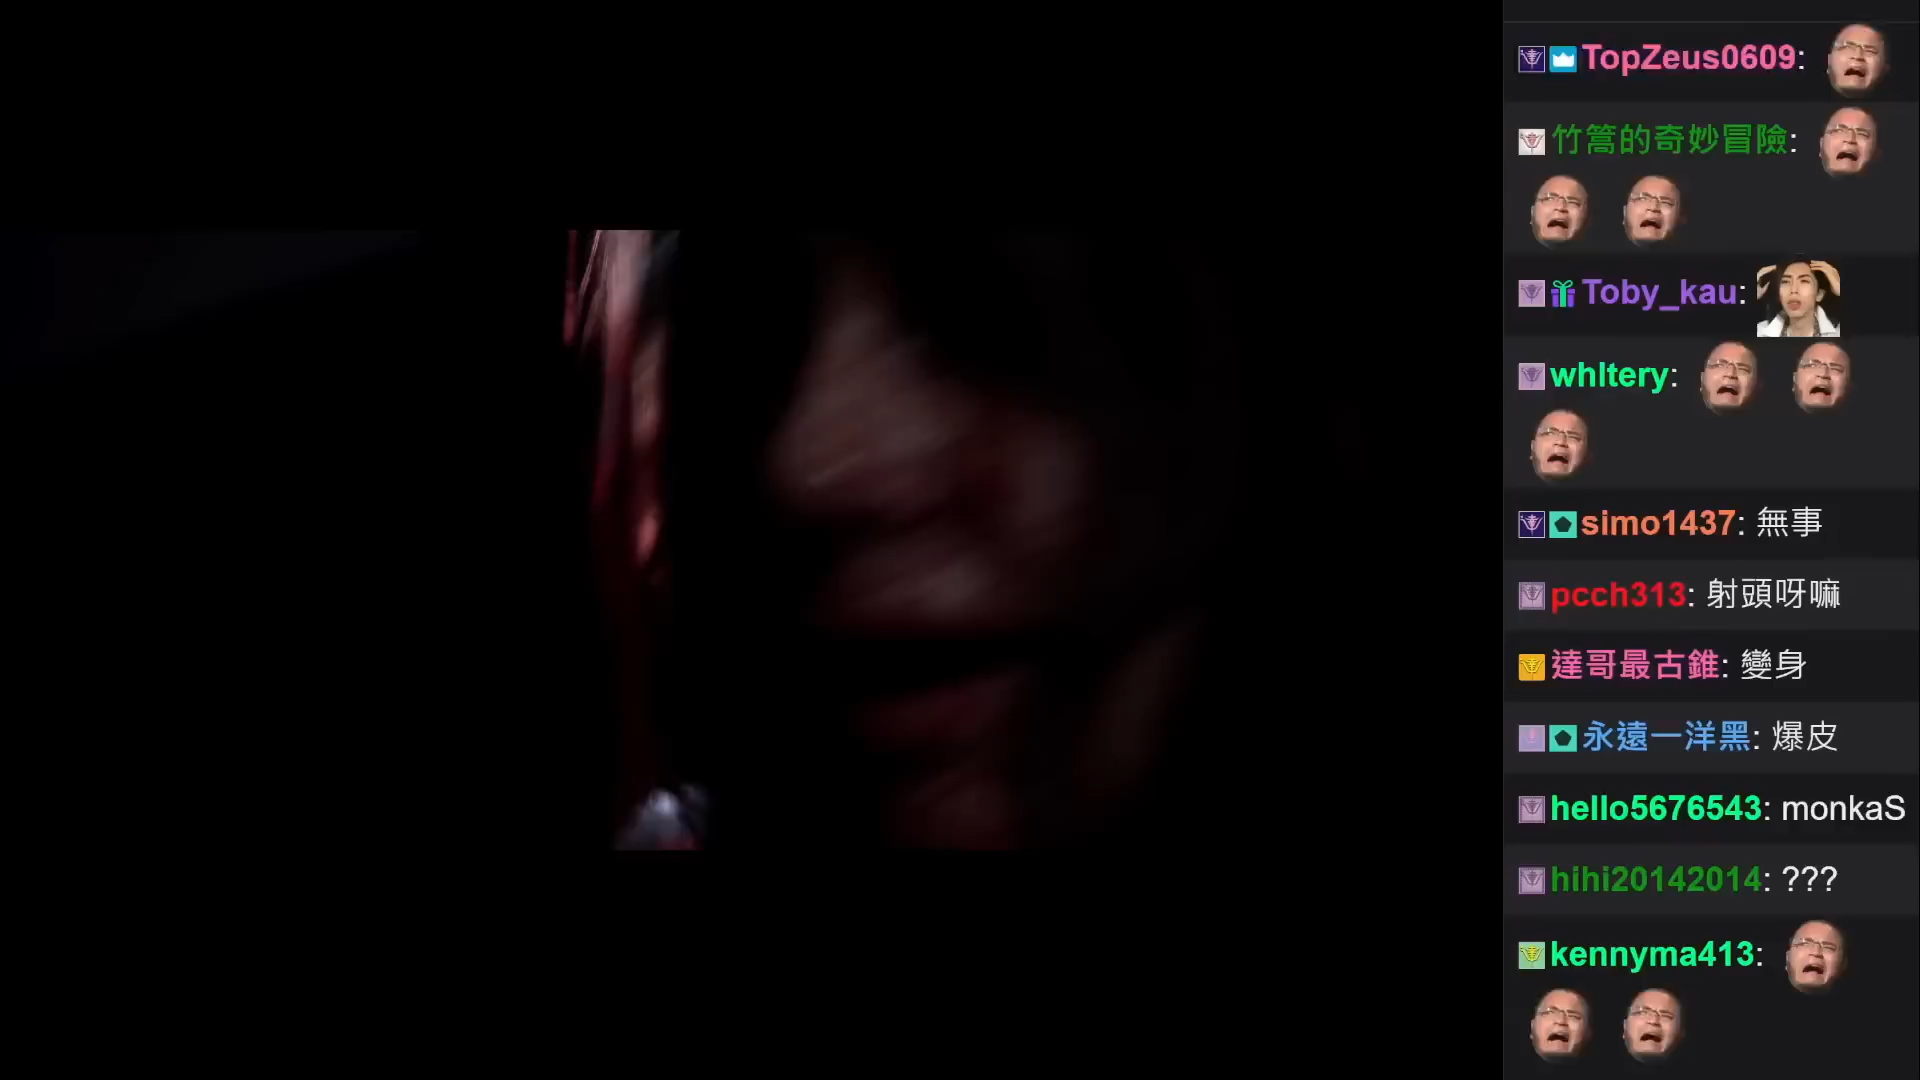 TopZeus0609:
竹篙的奇妙冒險:
Toby_kau:
whltery:
simo1437: 無事
pcch313: 射頭呀嘛
達哥最古錐: 變身
永遠一洋黑: 爆皮
hello5676543: monkaS
hihi20142014: ???
kennyma413: